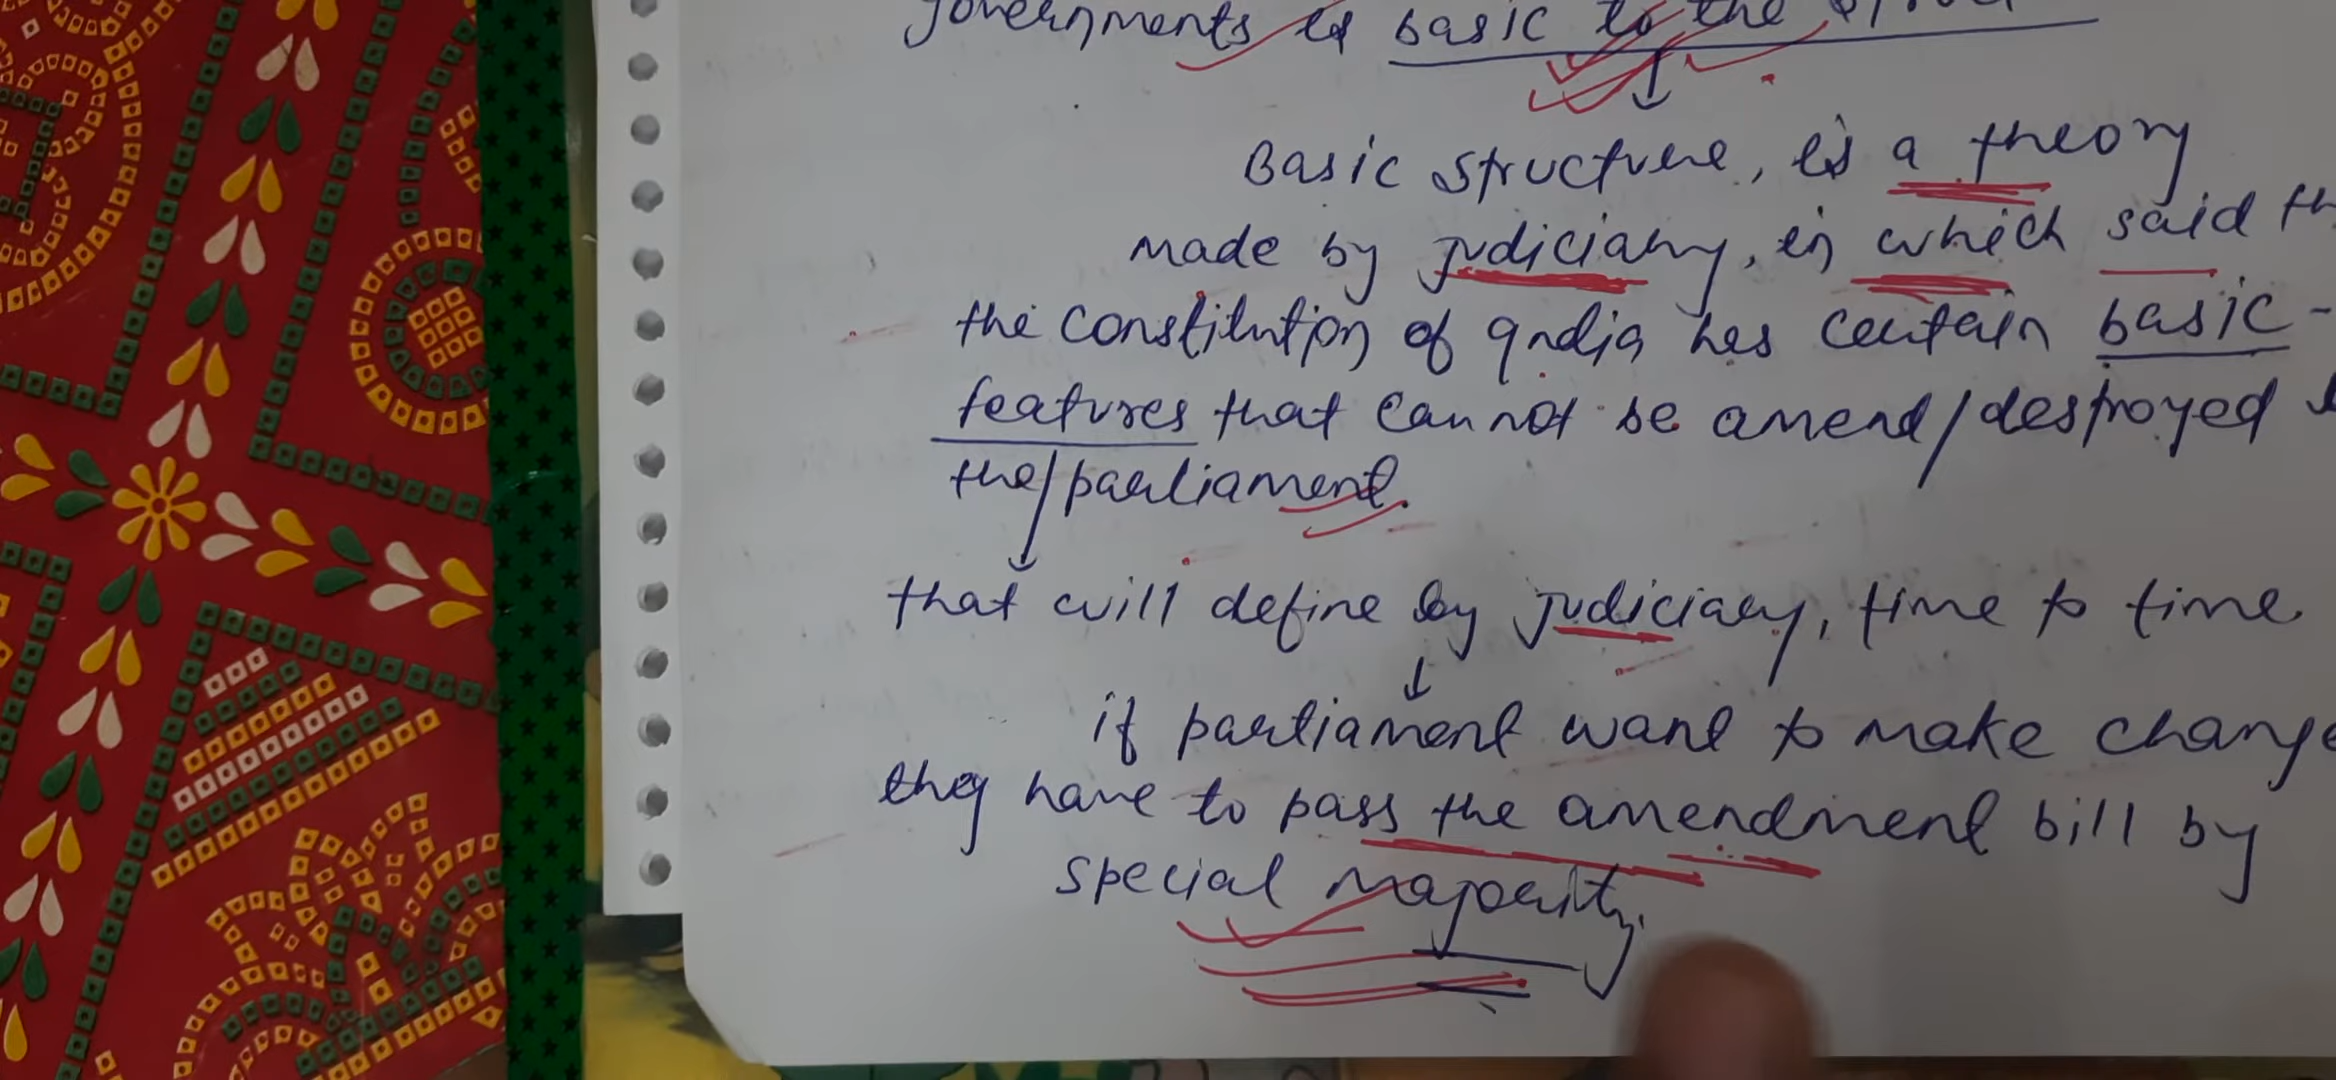 governments is basic to the
Basic structure, is a theory
made by judiciary, in which said
the constitution of India has certain basic-
features that cannot be amend/destroyed
the parliament.
that will define by judiciary, time to time
if parliament want to make change
they have to pass the amendment bill by
special majority.